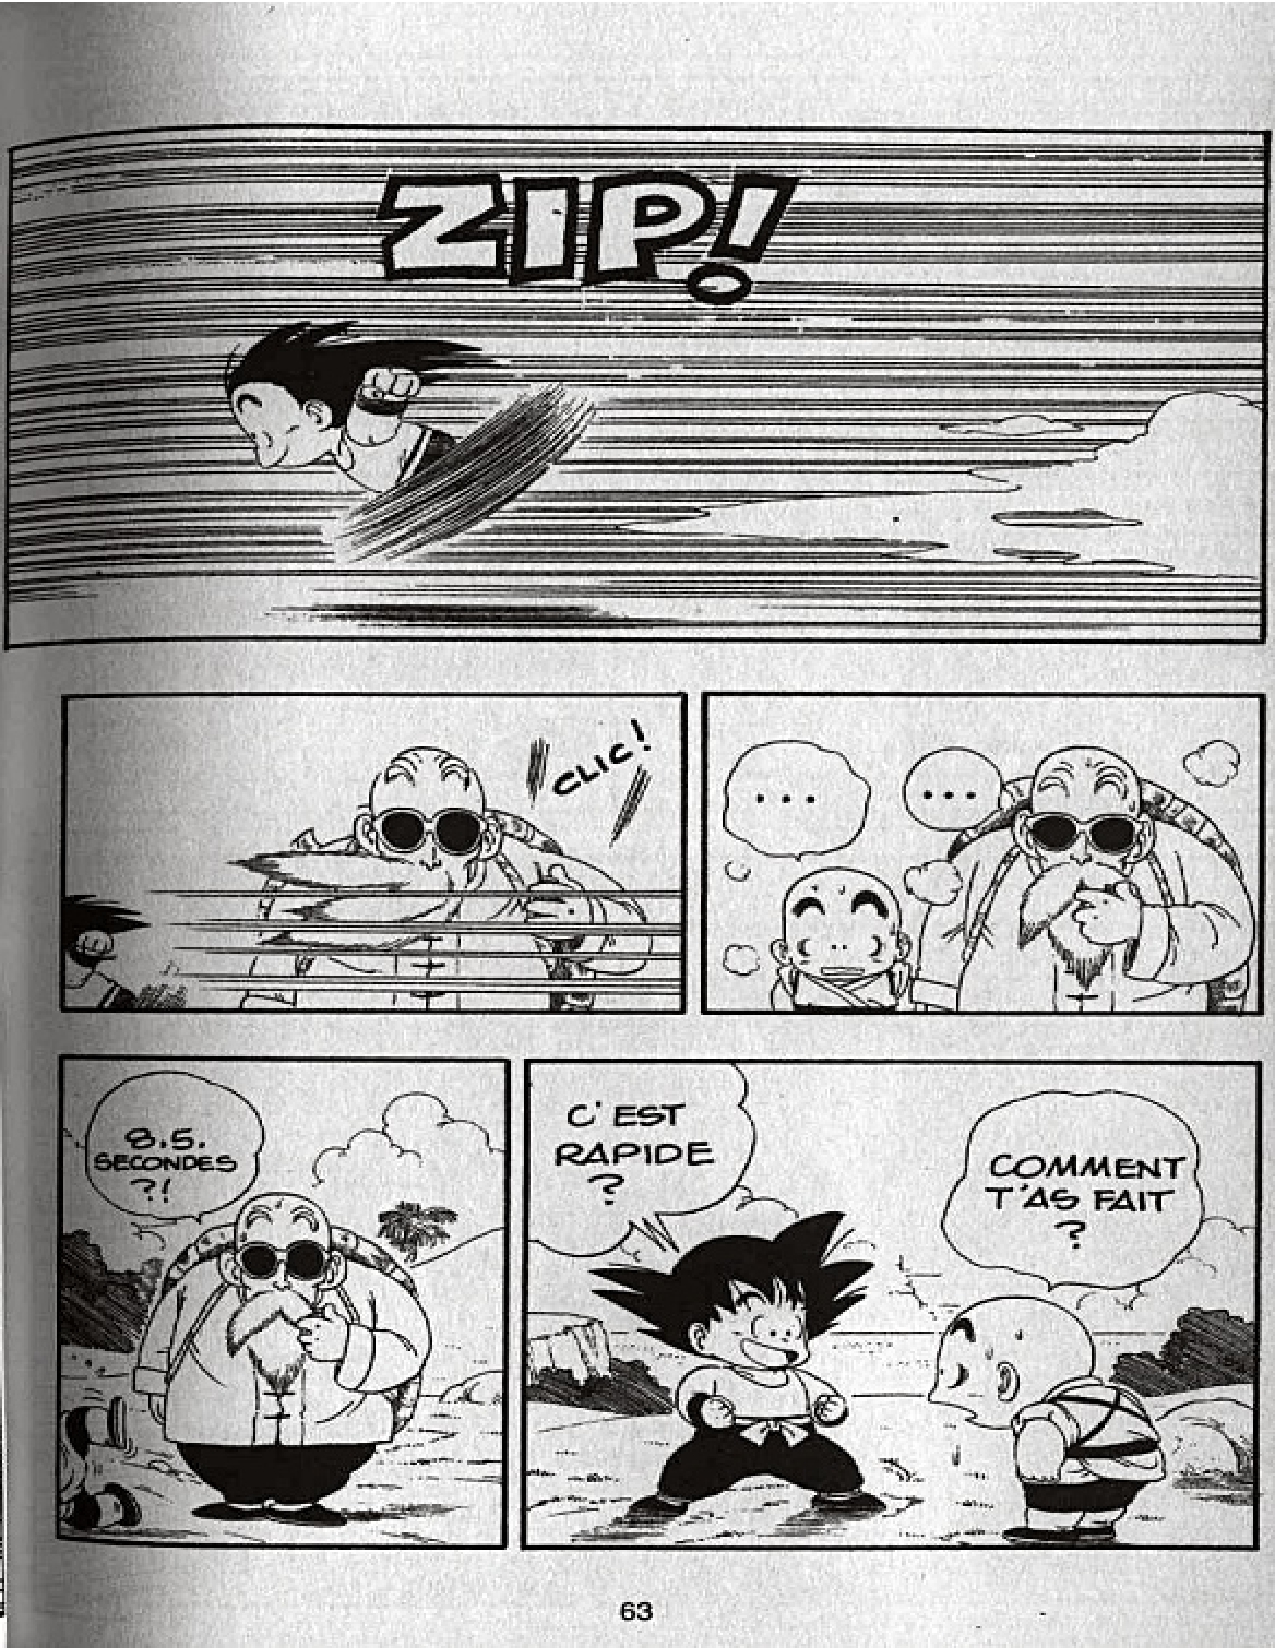 ZIP!
CLIC!
...
...
8.5.
SECONDES
?!
C'EST
RAPIDE
?
COMMENT
T'AS FAIT
?
63